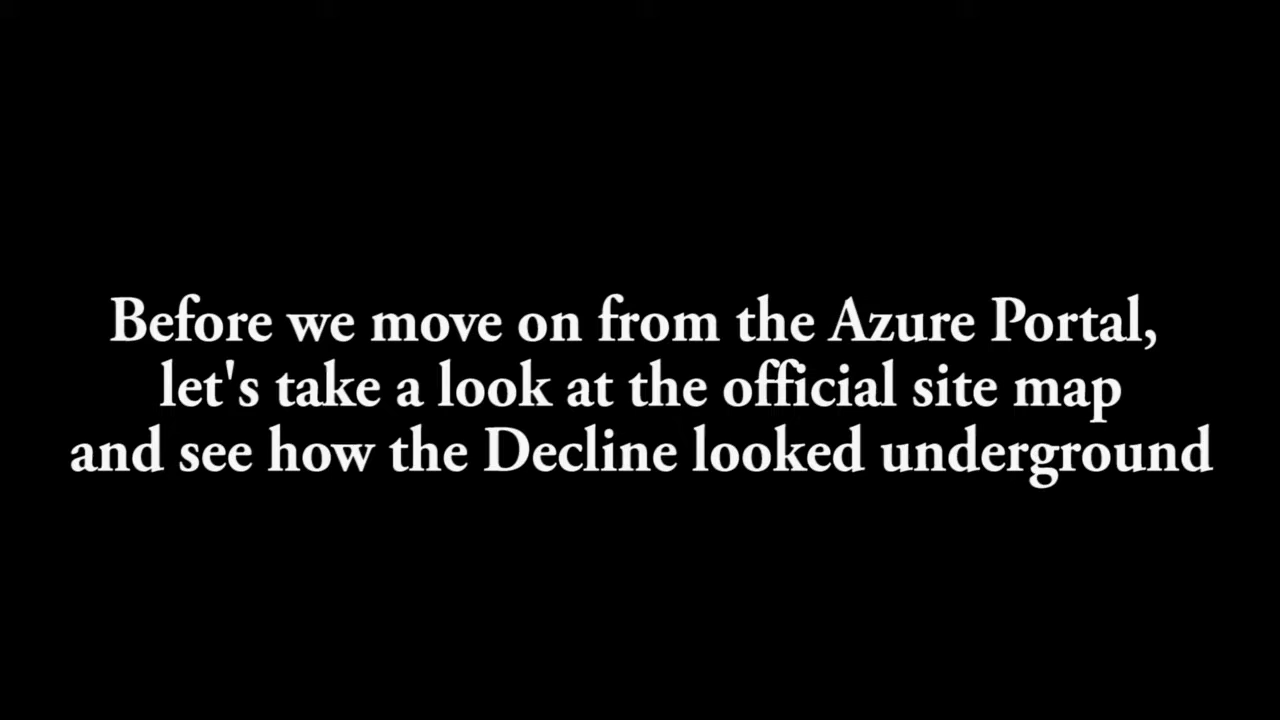 Before we move on from the Azure Portal,
let's take a look at the official site map
and see how the Decline looked underground